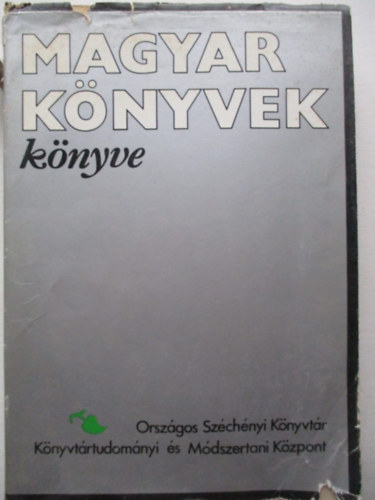 MAGYAR
KÖNYVEK
könyve
Országos Széchényi Könyvtár
Könyvtártudományi és Módszertani Központ